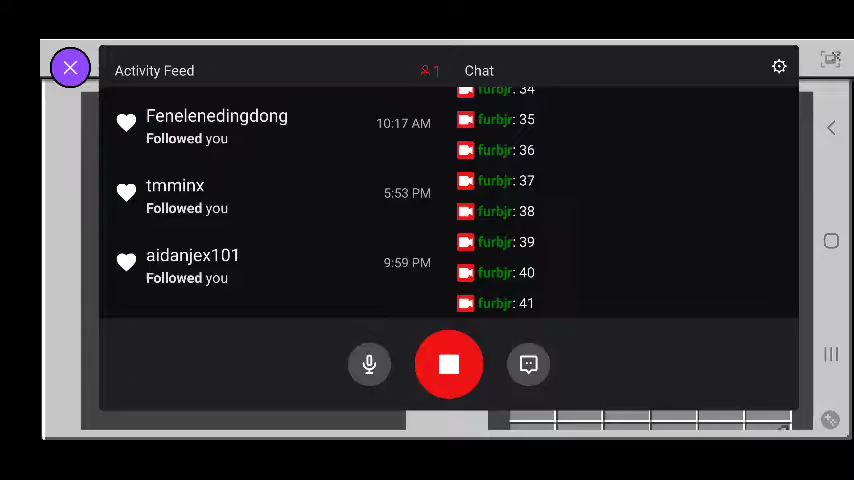 Activity Feed
1
Fenelenedingdong
Followed you
10:17 AM
tmminx
Followed you
5:53 PM
aidanjex101
Followed you
9:59 PM
Chat
furbjr: 34
furbjr: 35
furbjr: 36
furbjr: 37
furbjr: 38
furbjr: 39
furbjr: 40
furbjr: 41